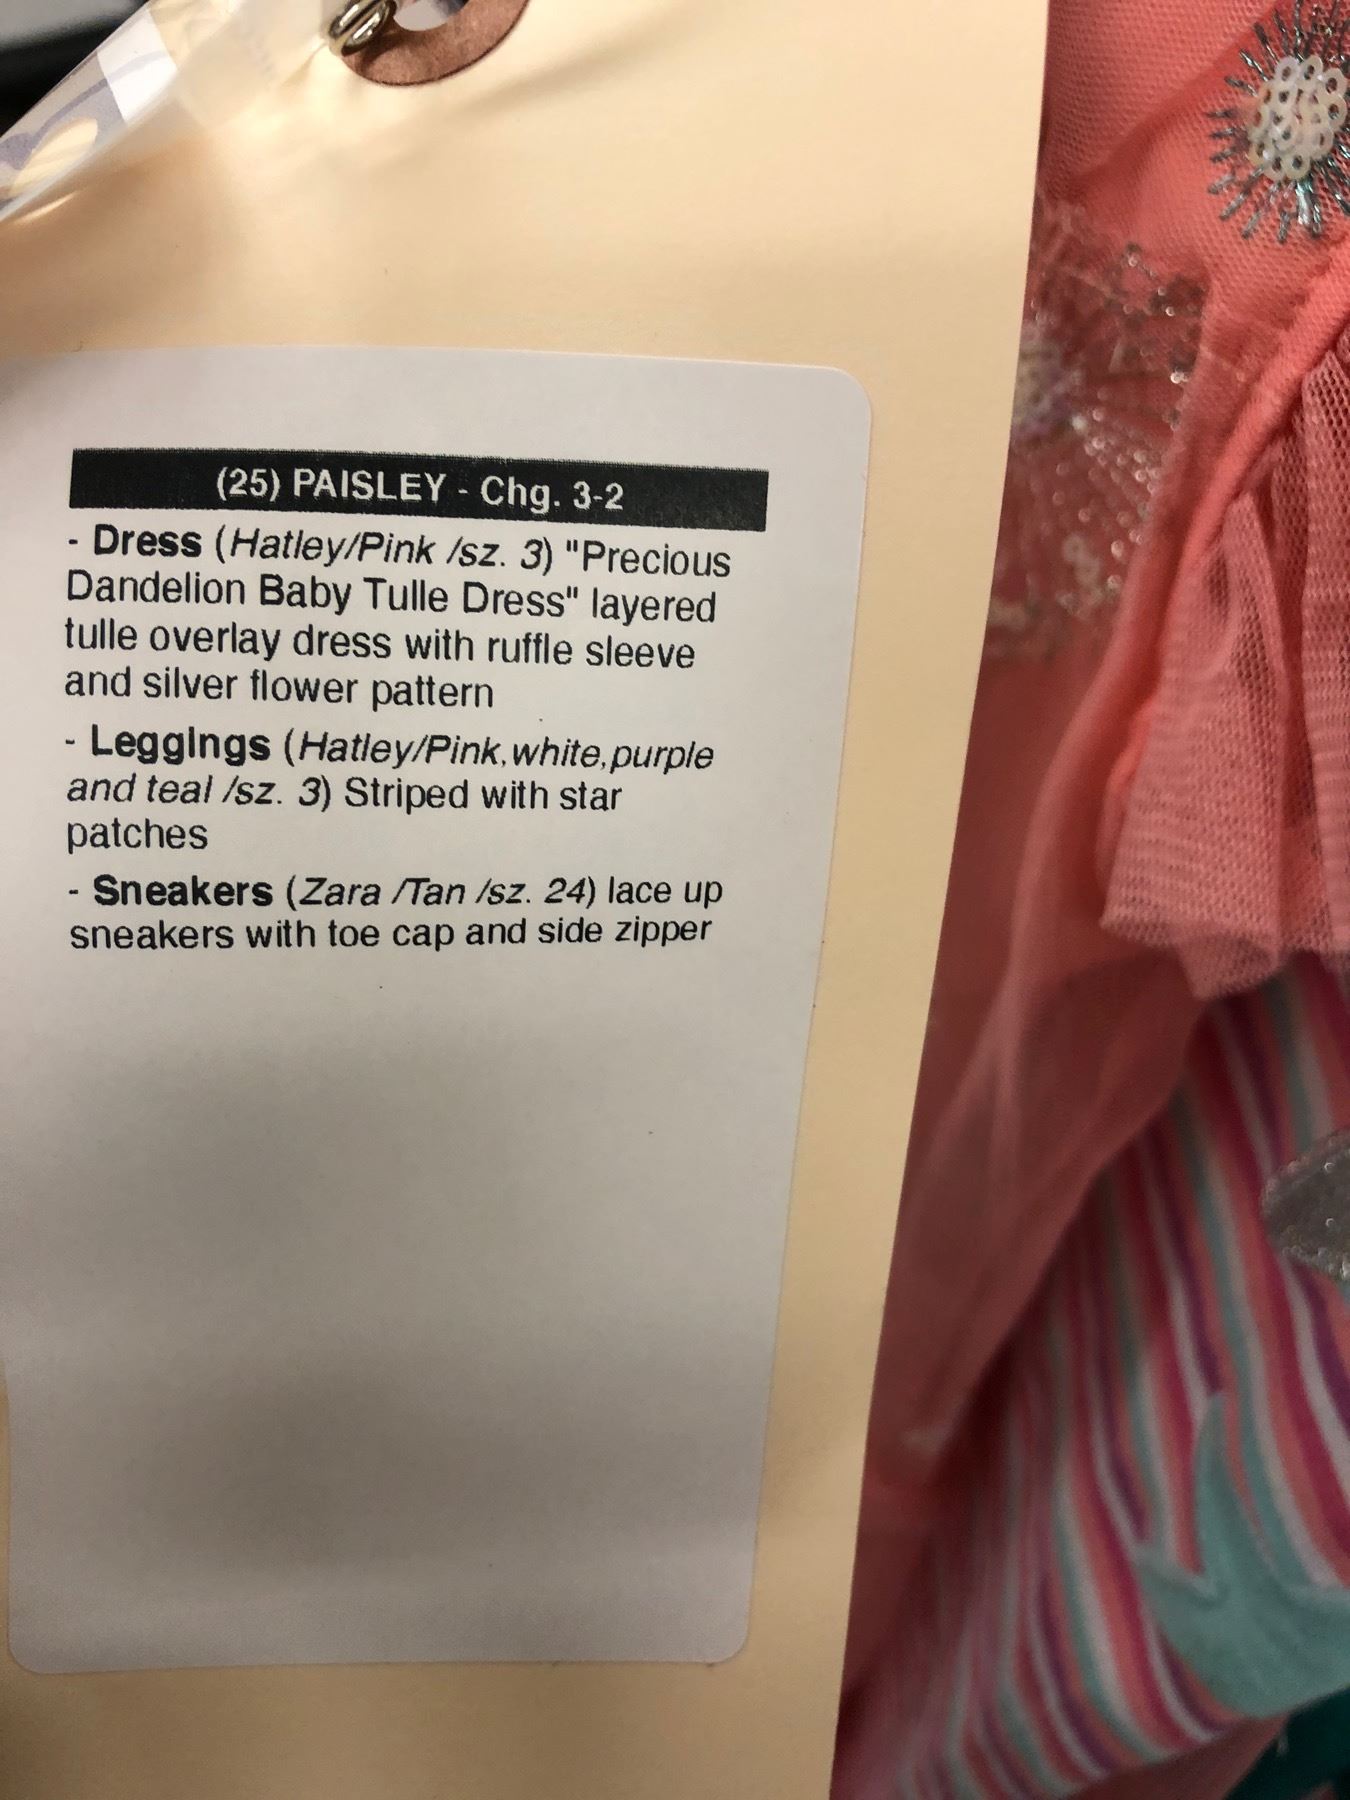 (25) PAISLEY - Chg. 3-2
- Dress (Hatley/Pink /sz. 3) "Precious
Dandelion Baby Tulle Dress" layered
tulle overlay dress with ruffle sleeve
and silver flower pattern
- Leggings (Hatley/Pink,white,purple
and teal /sz. 3) Striped with star
patches
- Sneakers (Zara /Tan /sz. 24) lace up
sneakers with toe cap and side zipper